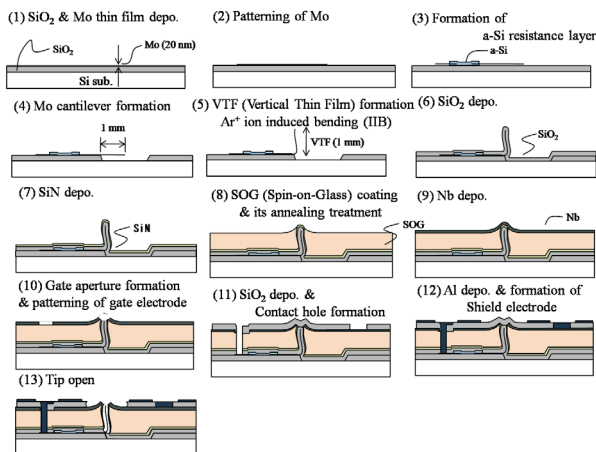 (1) SiO₂ & Mo thin film depo.
SiO₂
Mo (20 nm)
Si sub.
(2) Patterning of Mo
(3) Formation of
a-Si resistance layer
a-Si
(4) Mo cantilever formation
1 mm
(5) VTF (Vertical Thin Film) formation
Ar⁺ ion induced bending (IIB)
VTF (1 mm)
(6) SiO₂ depo.
SiO₂
(7) SiN depo.
SiN
(8) SOG (Spin-on-Glass) coating
& its annealing treatment
SOG
(9) Nb depo.
Nb
(10) Gate aperture formation
& patterning of gate electrode
(11) SiO₂ depo. &
Contact hole formation
(12) Al depo. & formation of
Shield electrode
(13) Tip open